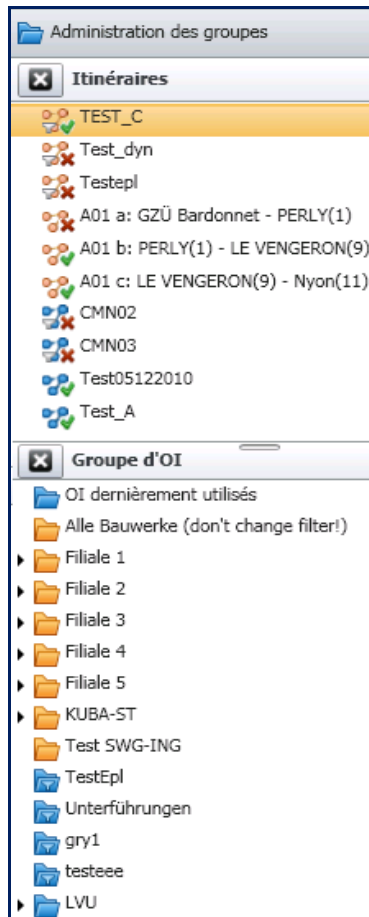 Administration des groupes
Itinéraires
TEST_C
Test_dyn
Testepl
A01 a: GZÜ Bardonnet - PERLY(1)
A01 b: PERLY(1) - LE VENGERON(9)
A01 c: LE VENGERON(9) - Nyon(11)
CMN02
CMN03
Test05122010
Test_A
Groupe d'OI
OI dernièrement utilisés
Alle Bauwerke (don't change filter!)
Filiale 1
Filiale 2
Filiale 3
Filiale 4
Filiale 5
KUBA-ST
Test SWG-ING
TestEpl
Unterführungen
gry1
testeee
LVU